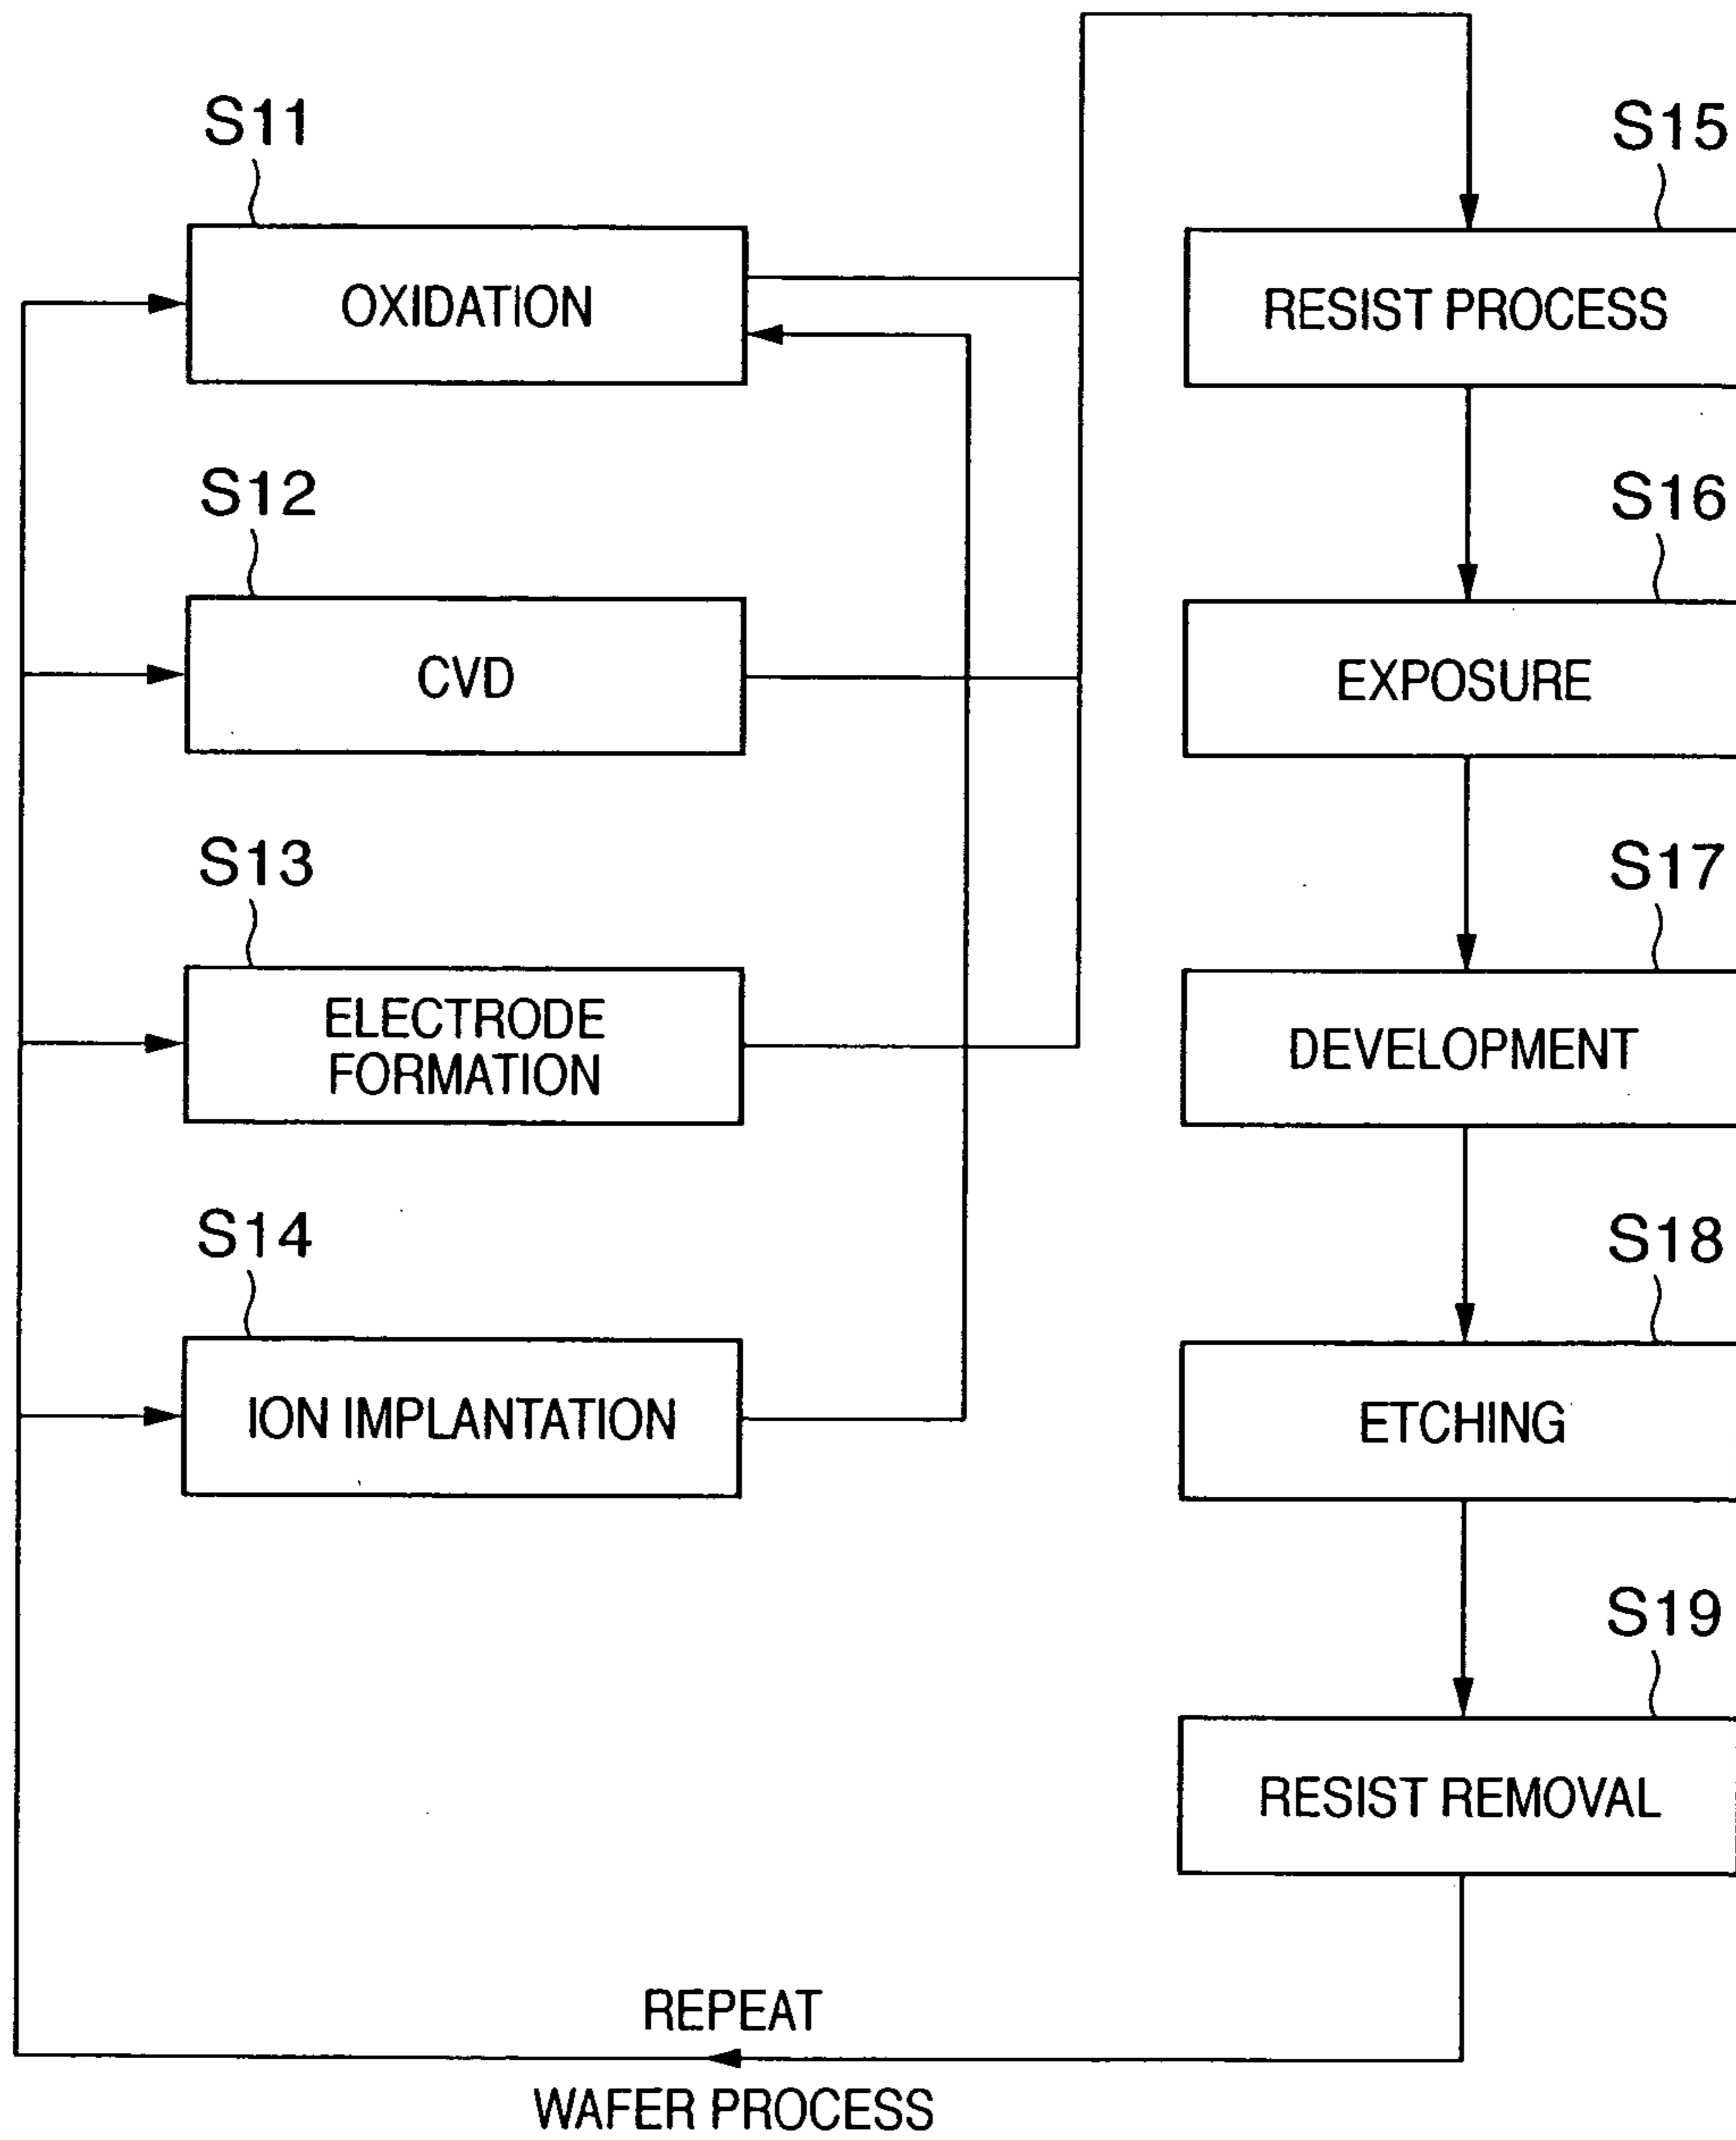 S11
OXIDATION
S12
CVD
S13
ELECTRODE
FORMATION
S14
ION IMPLANTATION
S15
RESIST PROCESS
S16
EXPOSURE
S17
DEVELOPMENT
S18
ETCHING
S19
RESIST REMOVAL
REPEAT
WAFER PROCESS